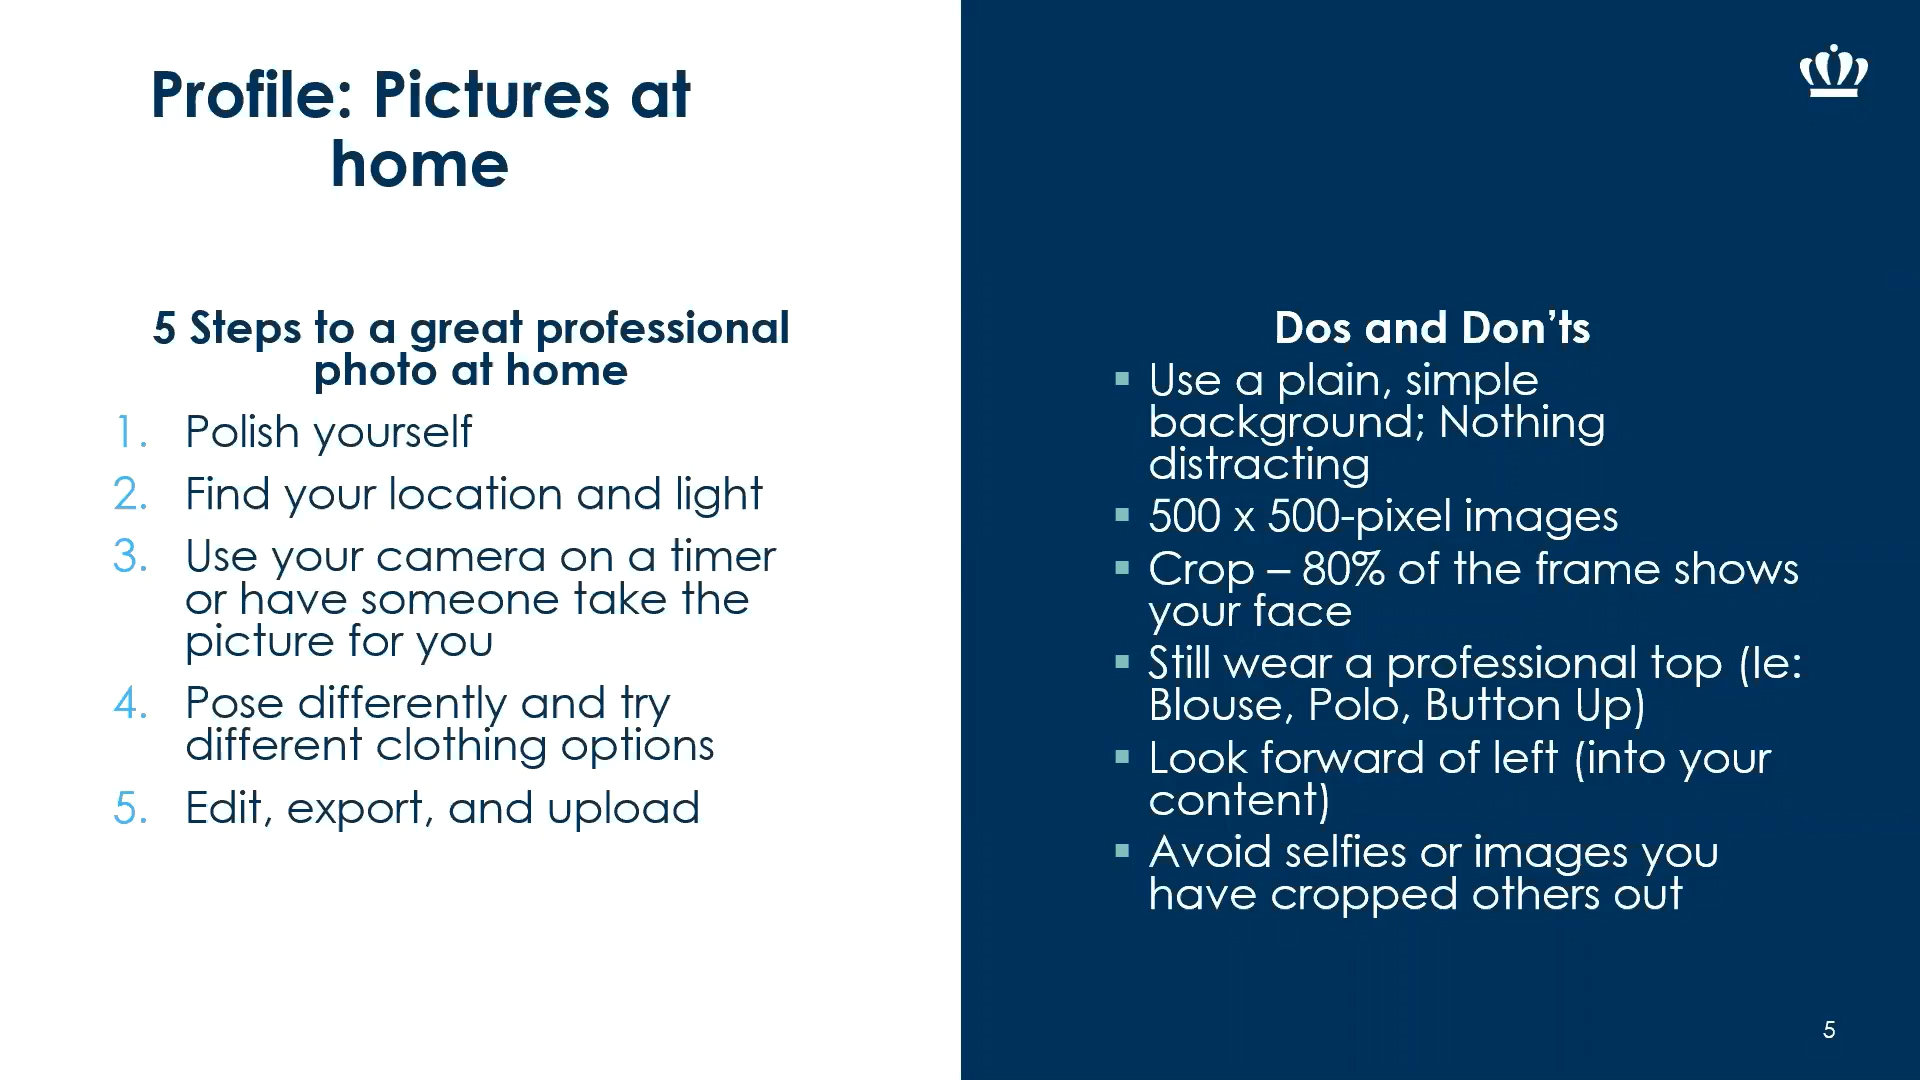 Profile: Pictures at
home
5 Steps to a great professional
photo at home
1. Polish yourself
2. Find your location and light
3. Use your camera on a timer
or have someone take the
picture for you
4. Pose differently and try
different clothing options
5. Edit, export, and upload
Dos and Don’ts
▪ Use a plain, simple
background; Nothing
distracting
▪ 500 x 500-pixel images
▪ Crop – 80% of the frame shows
your face
▪ Still wear a professional top (Ie:
Blouse, Polo, Button Up)
▪ Look forward of left (into your
content)
▪ Avoid selfies or images you
have cropped others out
5